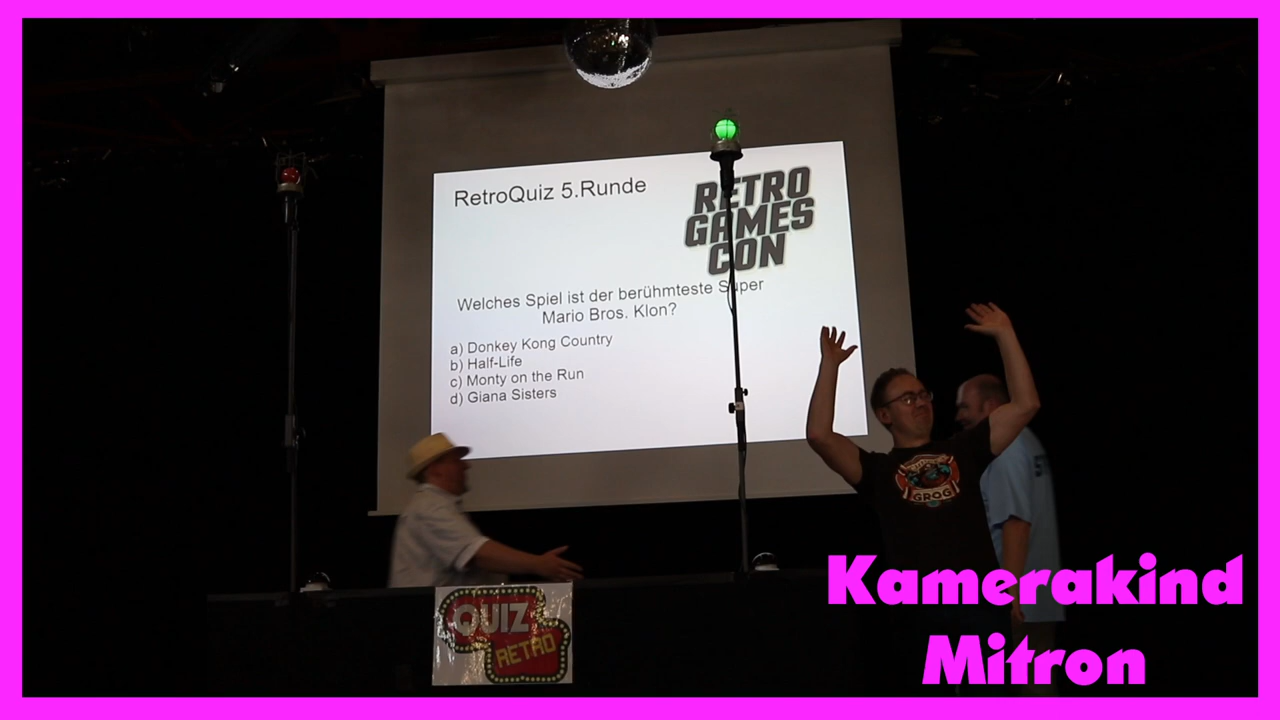 RetroQuiz 5.Runde
RETRO
GAMES
CON
Welches Spiel ist der berühmteste Super
Mario Bros. Klon?
a) Donkey Kong Country
b) Half-Life
c) Monty on the Run
d) Giana Sisters
GROG
QUIZ
RETRO
Kamerakind
Mitron